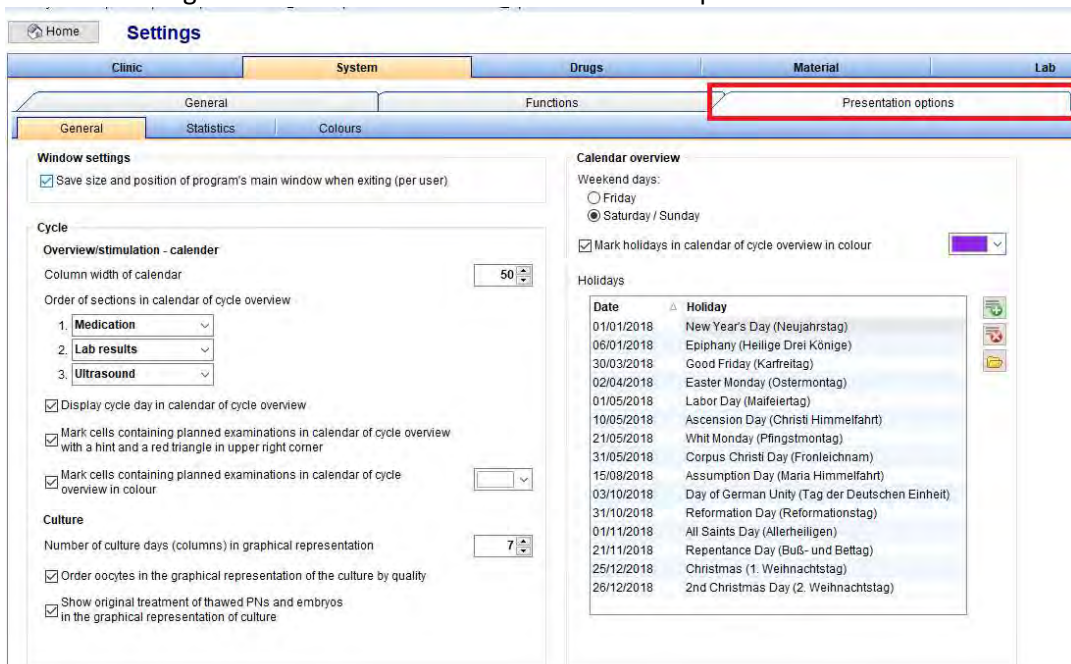 Home Settings
Clinic System Drugs Material Lab
General Functions Presentation options
General Statistics Colours
Window settings
Save size and position of program's main window when exiting (per user)
Cycle
Overview/stimulation - calender
Column width of calendar 50
Order of sections in calendar of cycle overview
1. Medication
2. Lab results
3. Ultrasound
Display cycle day in calendar of cycle overview
Mark cells containing planned examinations in calendar of cycle overview
with a hint and a red triangle in upper right corner
Mark cells containing planned examinations in calendar of cycle
overview in colour
Culture
Number of culture days (columns) in graphical representation 7
Order oocytes in the graphical representation of the culture by quality
Show original treatment of thawed PNs and embryos
in the graphical representation of culture
Calendar overview
Weekend days:
Friday
Saturday / Sunday
Mark holidays in calendar of cycle overview in colour
Holidays
Date Holiday
01/01/2018 New Year's Day (Neujahrstag)
06/01/2018 Epiphany (Heilige Drei Könige)
30/03/2018 Good Friday (Karfreitag)
02/04/2018 Easter Monday (Ostermontag)
01/05/2018 Labor Day (Maifeiertag)
10/05/2018 Ascension Day (Christi Himmelfahrt)
21/05/2018 Whit Monday (Pfingstmontag)
31/05/2018 Corpus Christi Day (Fronleichnam)
15/08/2018 Assumption Day (Maria Himmelfahrt)
03/10/2018 Day of German Unity (Tag der Deutschen Einheit)
31/10/2018 Reformation Day (Reformationstag)
01/11/2018 All Saints Day (Allerheiligen)
21/11/2018 Repentance Day (Buß- und Bettag)
25/12/2018 Christmas (1. Weihnachtstag)
26/12/2018 2nd Christmas Day (2. Weihnachtstag)